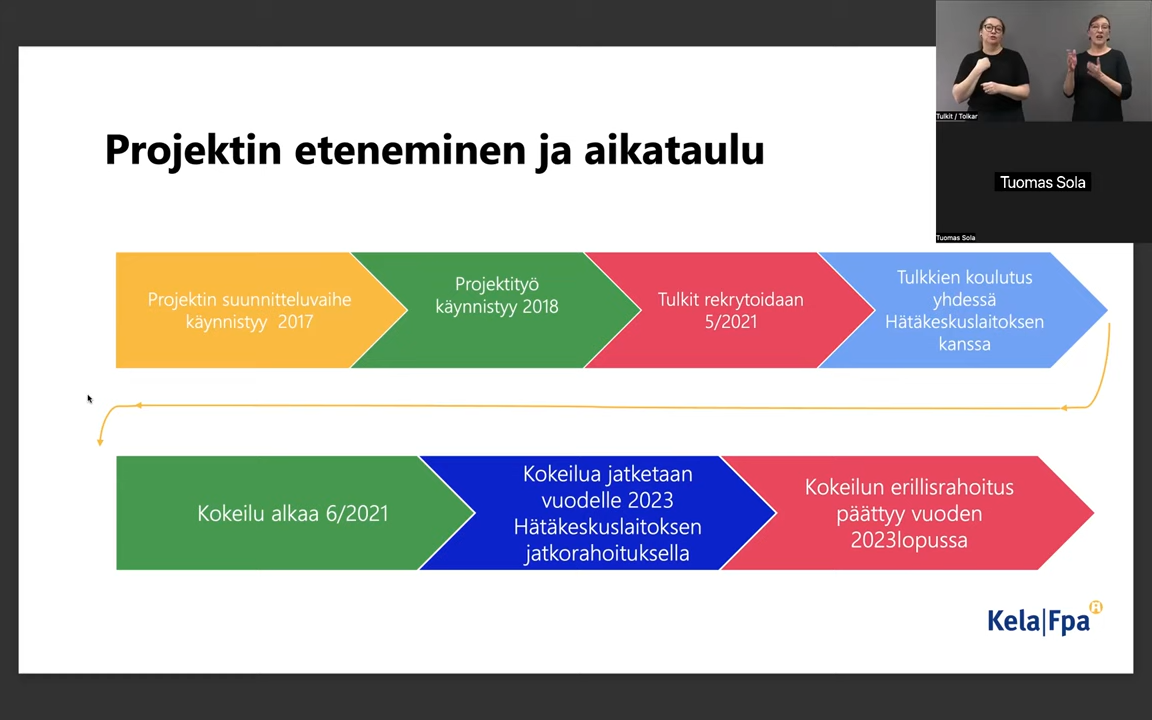 Tulkit / Tolkar
Tuomas Sola
Tuomas Sola
Projektin eteneminen ja aikataulu
Projektin suunnitteluvaihe
käynnistyy 2017
Projektityö
käynnistyy 2018
Tulkit rekrytoidaan
5/2021
Tulkkien koulutus
yhdessä
Hätäkeskuslaitoksen
kanssa
Kokeilu alkaa 6/2021
Kokeilua jatketaan
vuodelle 2023
Hätäkeskuslaitoksen
jatkorahoituksella
Kokeilun erillisrahoitus
päättyy vuoden
2023lopussa
Kela|Fpa